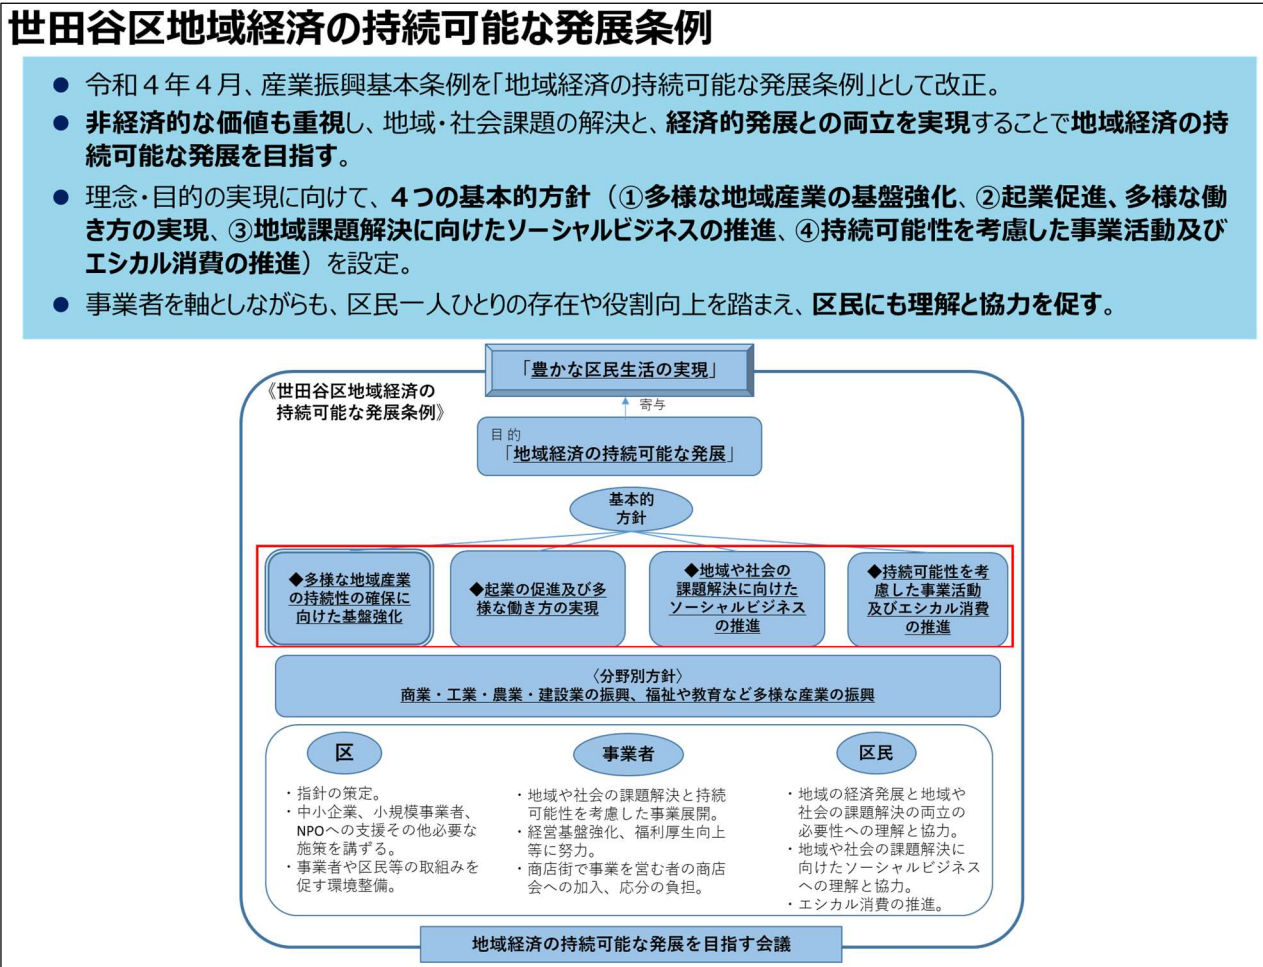 世田谷区地域経済の持続可能な発展条例
● 令和４年４月、産業振興基本条例を「地域経済の持続可能な発展条例」として改正。
● 非経済的な価値も重視し、地域・社会課題の解決と、経済的発展との両立を実現することで地域経済の持
続可能な発展を目指す。
● 理念・目的の実現に向けて、４つの基本的方針（①多様な地域産業の基盤強化、②起業促進、多様な働
き方の実現、③地域課題解決に向けたソーシャルビジネスの推進、④持続可能性を考慮した事業活動及び
エシカル消費の推進）を設定。
● 事業者を軸としながらも、区民一人ひとりの存在や役割向上を踏まえ、区民にも理解と協力を促す。
「豊かな区民生活の実現」
《世田谷区地域経済の
持続可能な発展条例》
寄与
目的
「地域経済の持続可能な発展」
基本的
方針
◆多様な地域産業
の持続性の確保に
向けた基盤強化
◆起業の促進及び多
様な働き方の実現
◆地域や社会の
課題解決に向けた
ソーシャルビジネス
の推進
◆持続可能性を考
慮した事業活動
及びエシカル消費
の推進
〈分野別方針〉
商業・工業・農業・建設業の振興、福祉や教育など多様な産業の振興
区
・指針の策定。
・中小企業、小規模事業者、
NPOへの支援その他必要な
施策を講ずる。
・事業者や区民等の取組みを
促す環境整備。
事業者
・地域や社会の課題解決と持続
可能性を考慮した事業展開。
・経営基盤強化、福利厚生向上
等に努力。
・商店街で事業を営む者の商店
会への加入、応分の負担。
区民
・地域の経済発展と地域や
社会の課題解決の両立の
必要性への理解と協力。
・地域や社会の課題解決に
向けたソーシャルビジネス
への理解と協力。
・エシカル消費の推進。
地域経済の持続可能な発展を目指す会議